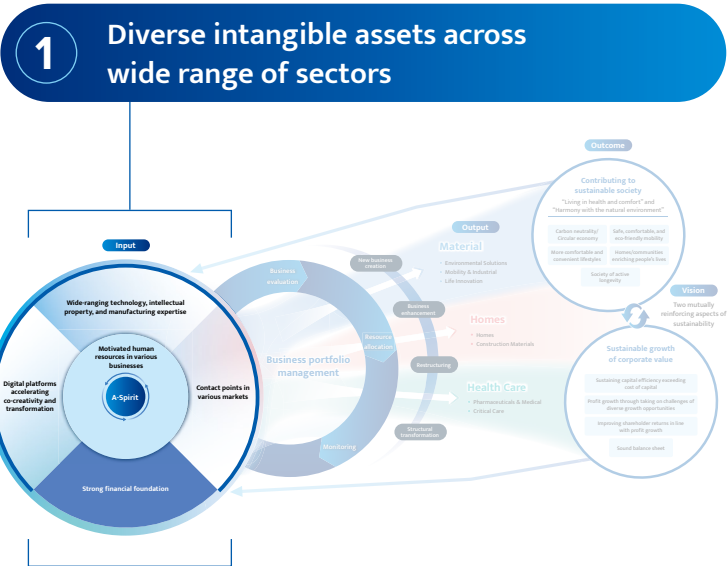 1
Diverse intangible assets across
wide range of sectors
Input
Wide-ranging technology, intellectual
property, and manufacturing expertise
Motivated human
resources in various
businesses
A-Spirit
Digital platforms
accelerating
co-creativity and
transformation
Contact points in
various markets
Strong financial foundation
Business
evaluation
Resource
allocation
Monitoring
Business portfolio
management
New business
creation
Business
enhancement
Restructuring
Structural
transformation
Output
Material
• Environmental Solutions
• Mobility & Industrial
• Life Innovation
Homes
• Homes
• Construction Materials
Health Care
• Pharmaceuticals & Medical
• Critical Care
Outcome
Contributing to
sustainable society
“Living in health and comfort” and
“Harmony with the natural environment”
Carbon neutrality/
Circular economy
Safe, comfortable, and
eco-friendly mobility
More comfortable and
convenient lifestyles
Homes/communities
enriching people's lives
Society of active
longevity
Vision
Two mutually
reinforcing aspects of
sustainability
Sustainable growth
of corporate value
Sustaining capital efficiency exceeding
cost of capital
Profit growth through taking on challenges of
diverse growth opportunities
Improving shareholder returns in line
with profit growth
Sound balance sheet